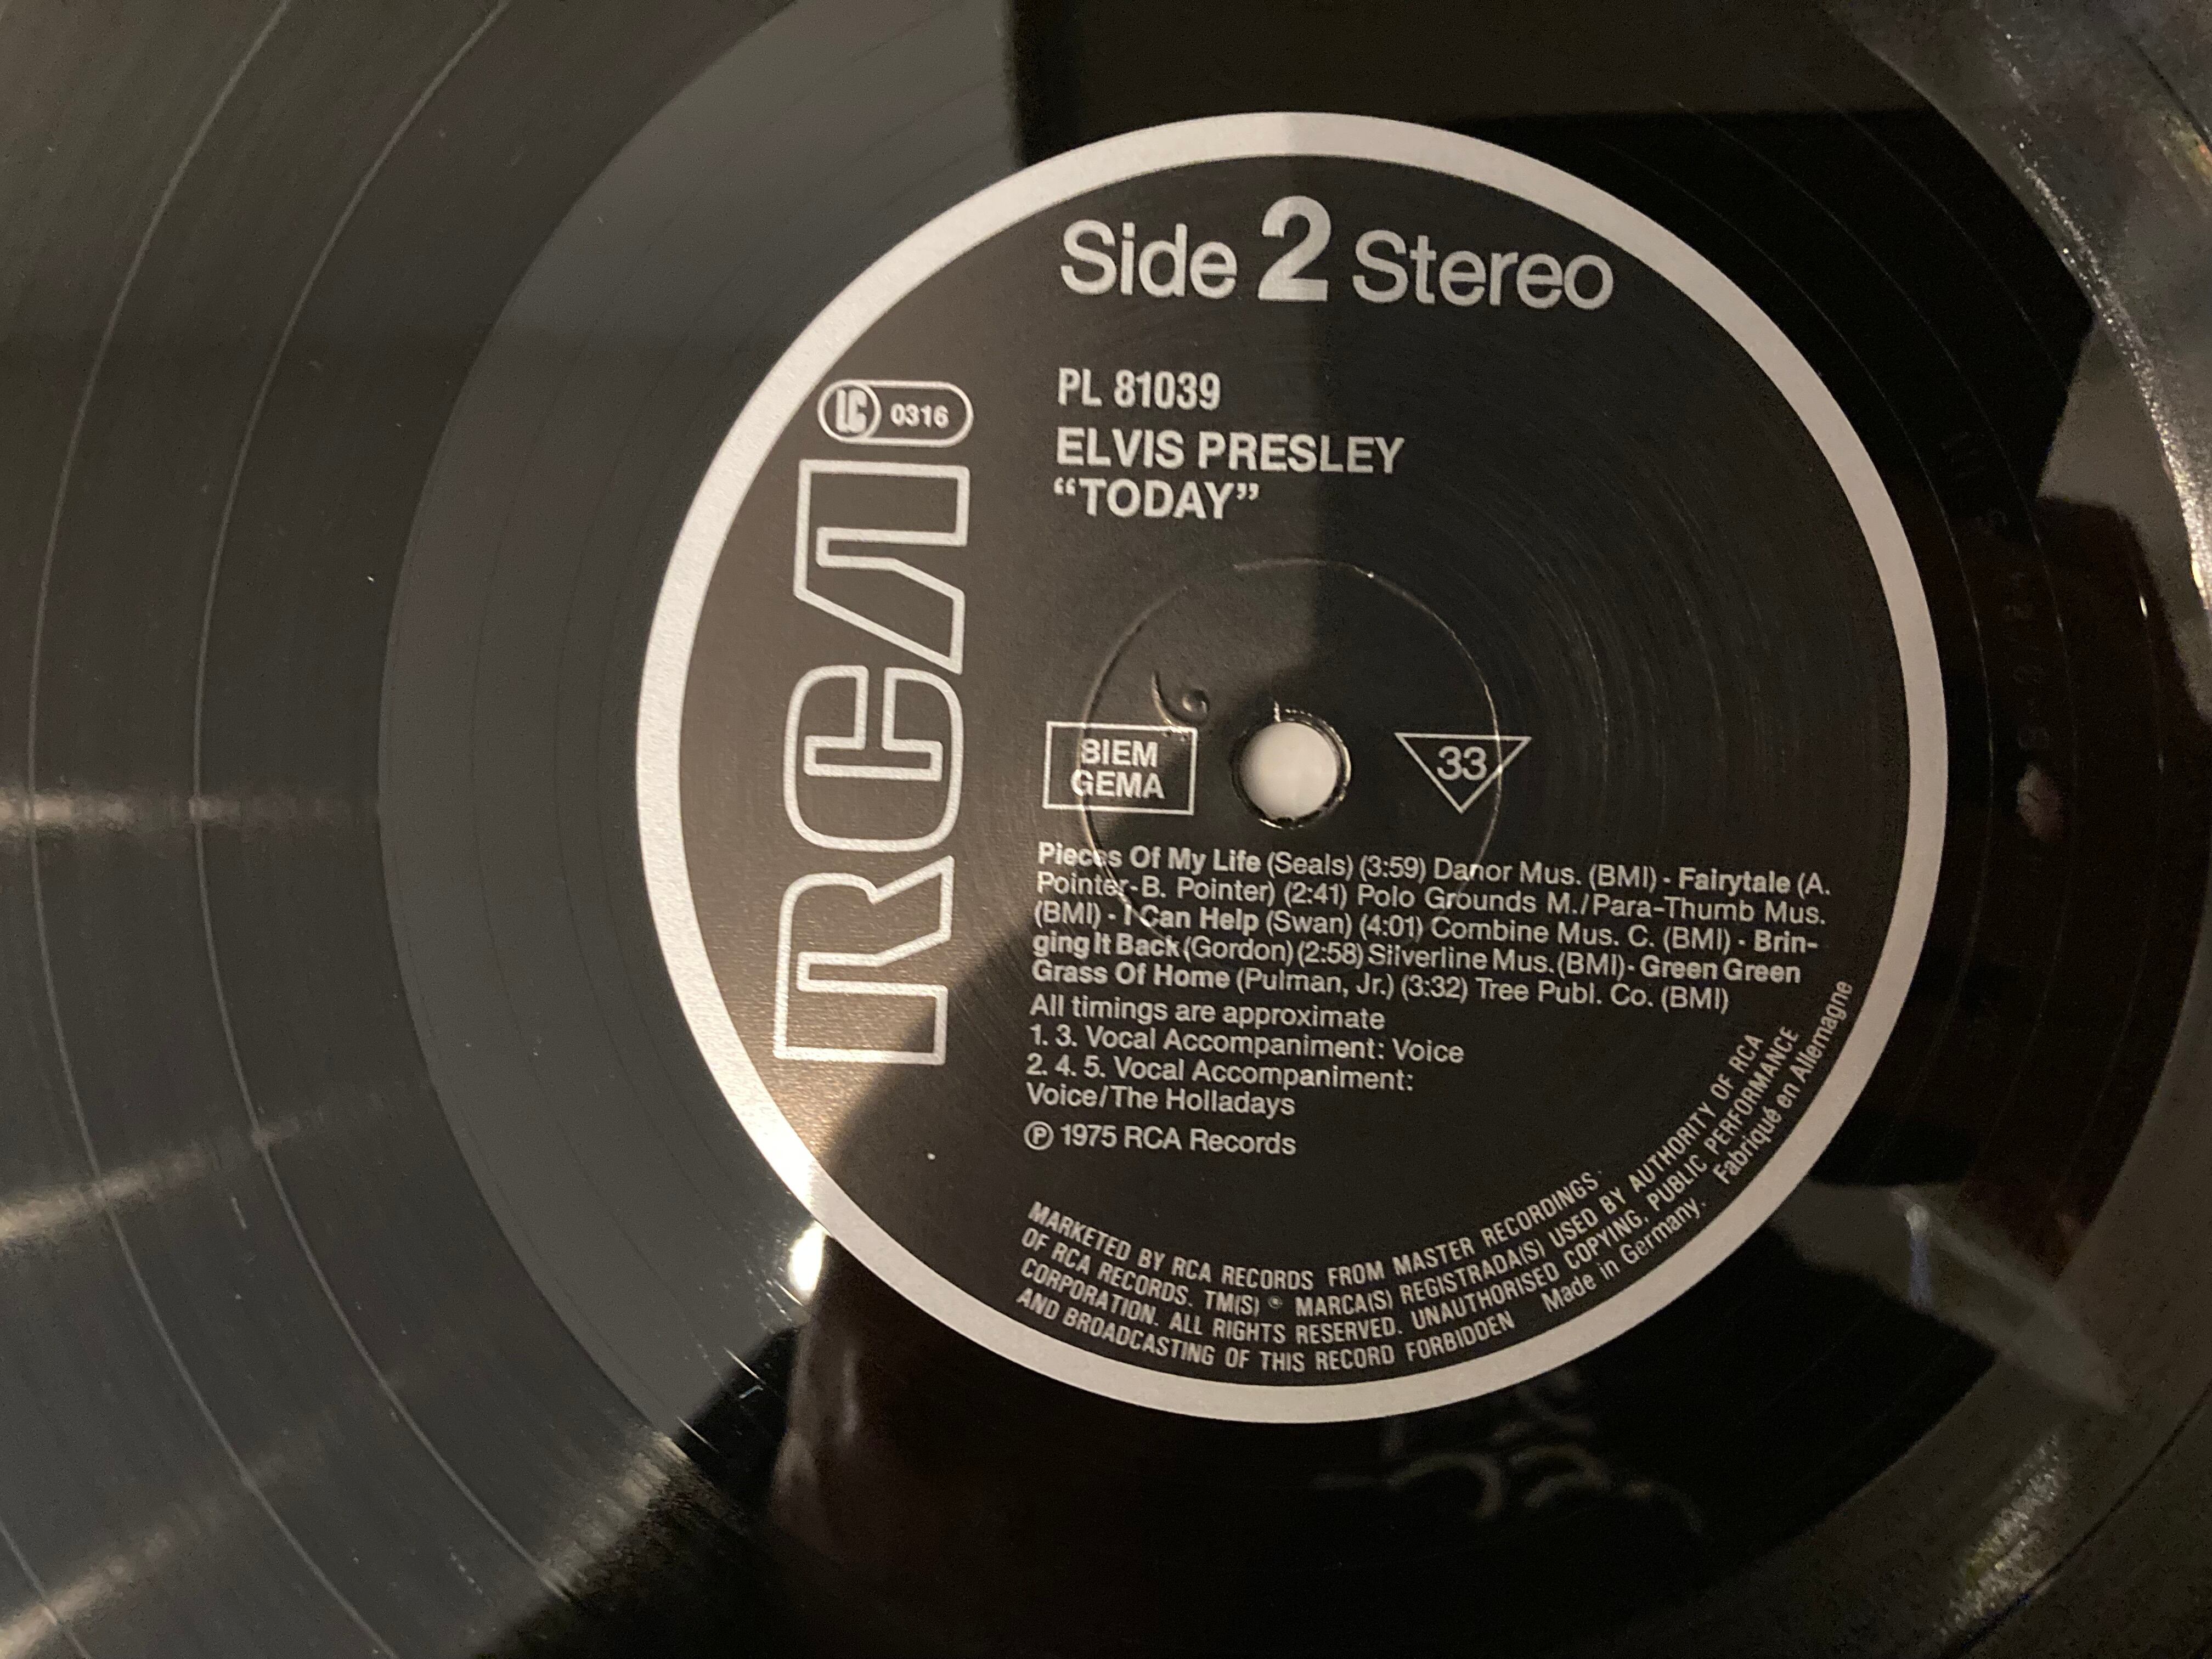 Side 2 Stereo
PL 81039
LC 0316
ELVIS PRESLEY
“TODAY”
RCA
BIEM
GEMA
33
Pieces Of My Life (Seals) (3:59) Danor Mus. (BMI) - Fairytale (A.
Pointer-B. Pointer) (2:41) Polo Grounds M./Para-Thumb Mus.
(BMI) - I Can Help (Swan) (4:01) Combine Mus. C. (BMI) - Brin-
ging It Back (Gordon) (2:58) Silverline Mus. (BMI) - Green Green
Grass Of Home (Pulman, Jr.) (3:32) Tree Publ. Co. (BMI)
All timings are approximate
1. 3. Vocal Accompaniment: Voice
2. 4. 5. Vocal Accompaniment:
Voice/The Holladays
℗ 1975 RCA Records
MARKETED BY RCA RECORDS FROM MASTER RECORDINGS.
OF RCA RECORDS. TM(S) ® MARCA(S) REGISTRADA(S) USED BY AUTHORITY OF RCA
CORPORATION. ALL RIGHTS RESERVED. UNAUTHORISED COPYING, PUBLIC PERFORMANCE
AND BROADCASTING OF THIS RECORD FORBIDDEN Made in Germany. Fabriqué en Allemagne